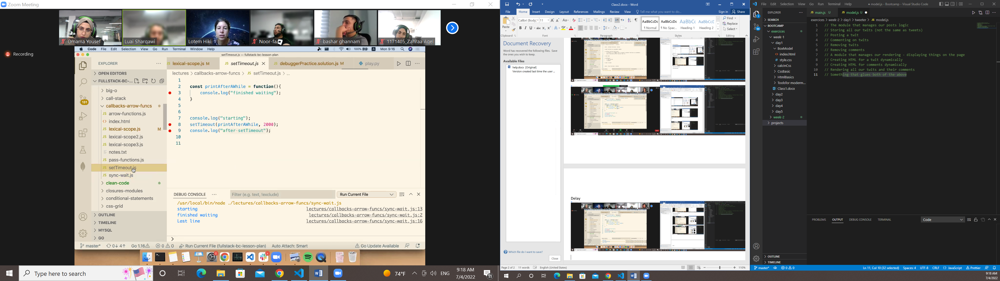 Zoom Meeting
Omama Yousef
Luai Sharqawi
Lotem Hiki
Noor-fa
bashar ghannam
1171405_Zahraa Aqel
Recording
Code File Edit Selection View Go Run Terminal Window Help
100% Mon 9:16
setTimeout.js — fullstack-bc-lesson-plan
EXPLORER
lexical-scope.js M
setTimeout.js
debuggerPractice.solution.js M
play.py
OPEN EDITORS
lectures > callbacks-arrow-funcs > JS setTimeout.js > ...
FULLSTACK-BC-...
big-o
call-stack
callbacks-arrow-funcs
JS arrow-functions.js
<> index.html
JS lexical-scope.js M
JS lexical-scope2.js
JS lexical-scope3.js
notes.txt
JS pass-functions.js
JS setTimeout.js
JS sync-wait.js
clean-code
closures-modules
conditional-statements
css-grid
OUTLINE
TIMELINE
MYSQL
GO
131
1
2 const printAfterAWhile = function(){
3 console.log("finished waiting");
4 }
5
6
7 console.log("starting");
8 setTimeout(printAfterAWhile, 2000);
9 console.log("after·setTimeout");
10
11
DEBUG CONSOLE ...
Filter (e.g. text, !exclude)
Run Current File
/usr/local/bin/node ./lectures/callbacks-arrow-funcs/sync-wait.js
starting lectures/callbacks-arrow-funcs/sync-wait.js:13
finished waiting lectures/callbacks-arrow-funcs/sync-wait.js:2
Last line lectures/callbacks-arrow-funcs/sync-wait.js:16
master* 0↓ 4↑ Go 1.16 0 0 Run Current File (fullstack-bc-lesson-plan) Auto Attach: Smart Go Update Available
Type here to search
74°F ENG
9:18 AM
7/4/2022
11
Class2.docx - Word
File Home Insert Design Layout References Mailings Review View Tell me what you want to do... Sign in Share
Paste
Calibri (Body) 11
AaBbCcDc AaBbCcDc AaBbCc AaBbCcC
¶ Normal ¶ No Spac... Heading 1 Heading 2
Find
Replace
Select
Clipboard Font Paragraph Styles Editing
Document Recovery
Word has recovered the following files. Save
the ones you wish to keep.
Available Files
help.docx [Original]
Version created last time the user ...
Which file do I want to save?
Close
Delay
Page 2 of 2 11 words English (United States) 110%
File Edit Selection View Go Run Terminal Help
● model.js - Bootcamp - Visual Studio Code
EXPLORER
SEARCH
BOOTCAMP
exercices
week-1
day1
BoxModel
<> index.html
# style.css
calcInCss
CssBasic
HtmlBasics
Toolsfor moderm...
Class1.docx
day2
day3
day4
day5
week-2
projects
OUTLINE
TIMELINE
JS main.js U
JS model.js U
exercices > week-2 > day1 > tweeter > JS model.js
1 // The module that manages our posts logic
2 // Storing all our twits (not the same as tweets)
3 // Posting a twit
4 // Commenting on twits
5 // Removing twits
6 // Removing comments
7 // A module that manages our rendering - displaying things on the page
8 // Creating HTML for a twit dynamically
9 // Creating HTML for comments dynamically
10 // Rendering all our twits and their comments
11 // Something·that·glues·both·of·the·above
PROBLEMS OUTPUT DEBUG CONSOLE TERMINAL
Code
master* 0 0 Ln 11, Col 10 (32 selected) Spaces: 4 UTF-8 CRLF {} JavaScript Prettier
9:18 AM
7/4/2022